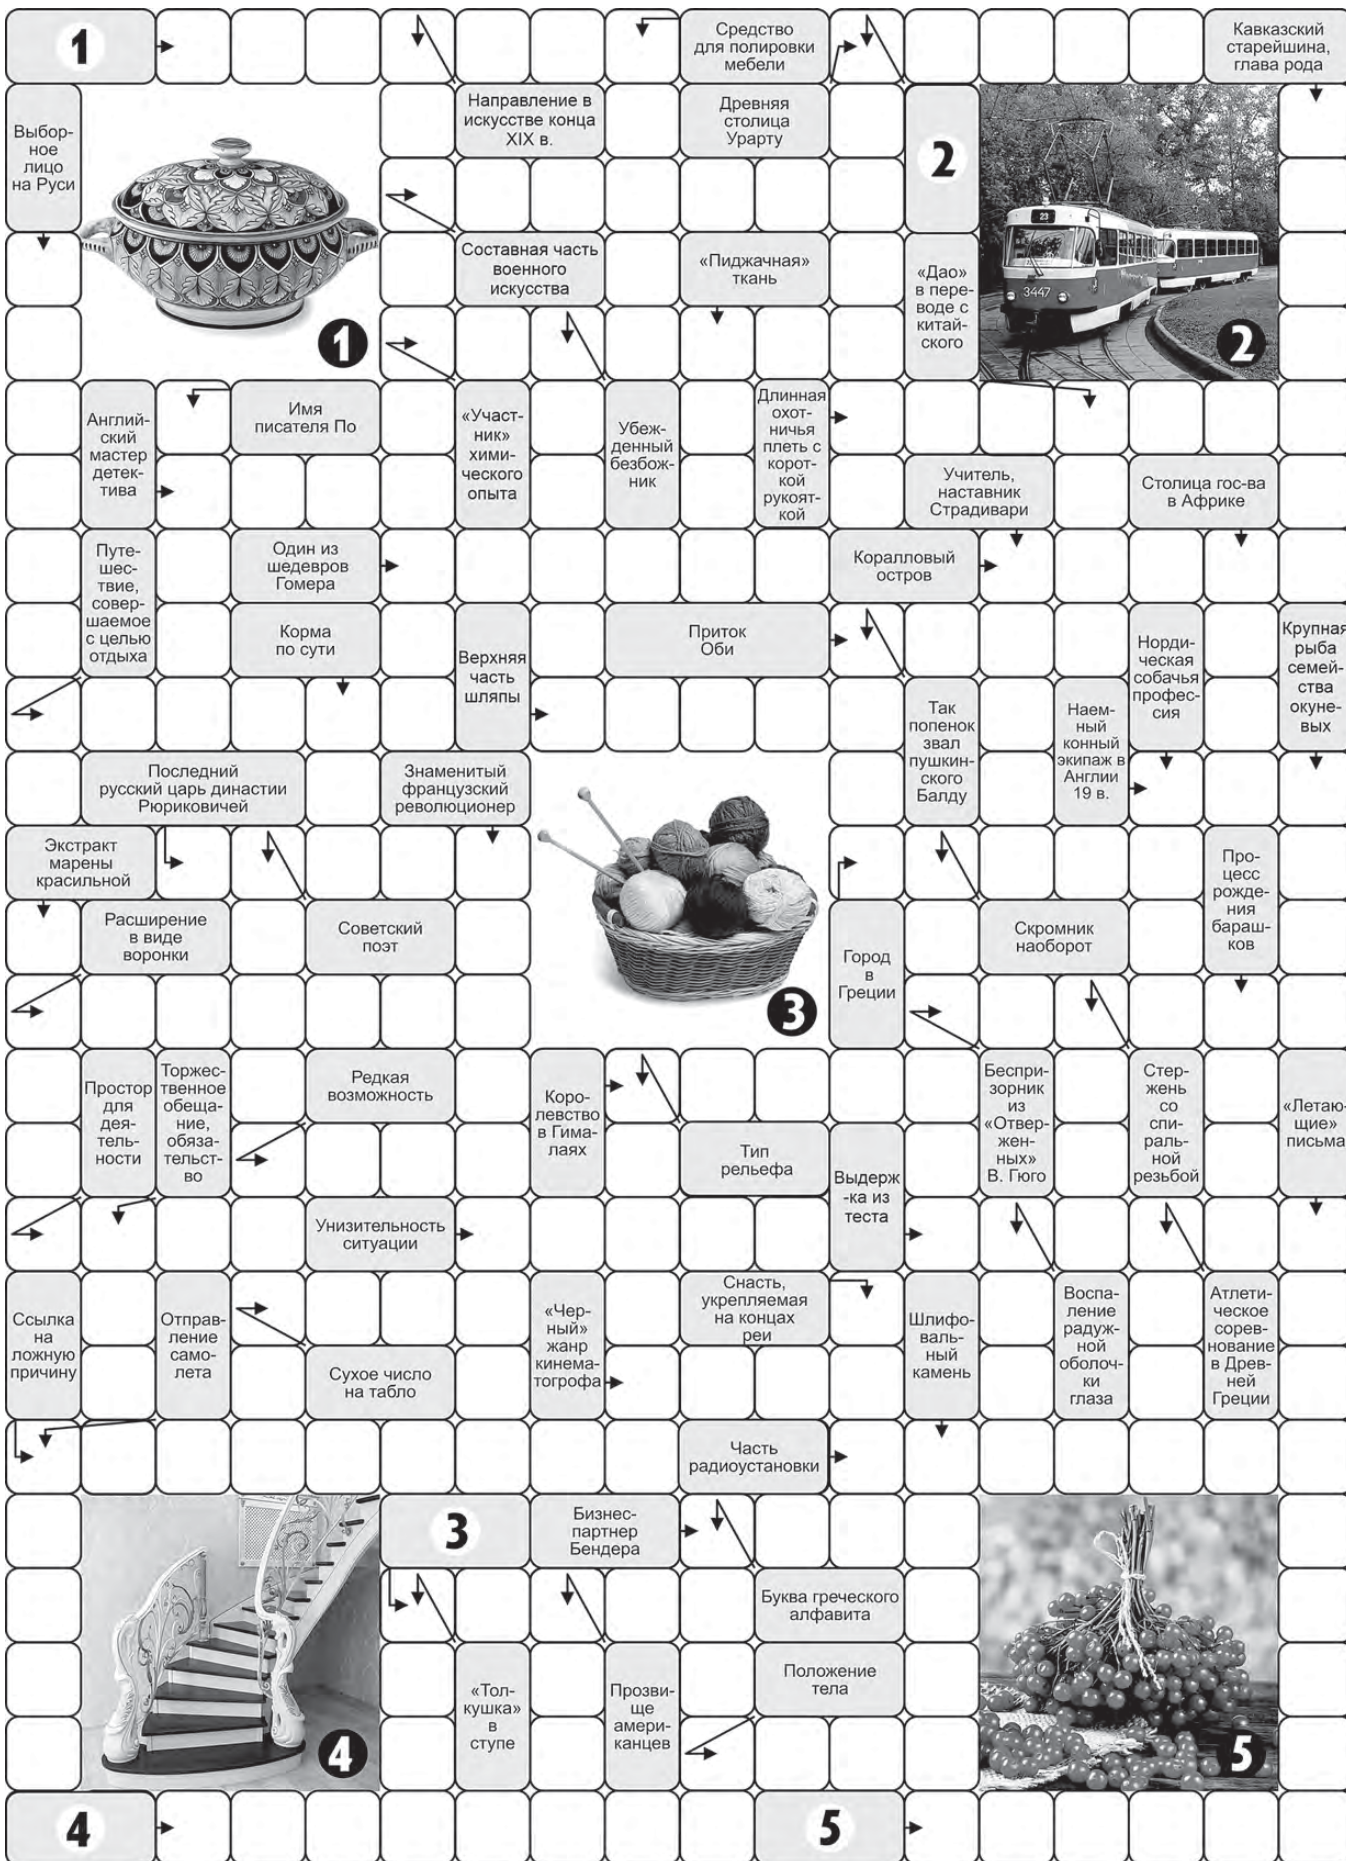 1
Средство
для полировки
мебели
Кавказский
старейшина,
глава рода
Выбор-
ное
лицо
на Руси
Направление в
искусстве конца
XIX в.
Древняя
столица
Урарту
2
23
3447
Составная часть
военного
искусства
«Пиджачная»
ткань
«Дао»
в пере-
воде с
китай-
ского
1
2
Англий-
ский
мастер
детек-
тива
Имя
писателя По
«Участ-
ник»
хими-
ческого
опыта
Убеж-
денный
безбож-
ник
Длинная
охот-
ничья
плеть с
корот-
кой
рукоят-
кой
Учитель,
наставник
Страдивари
Столица гос-ва
в Африке
Путе-
шес-
твие,
совер-
шаемое
с целью
отдыха
Один из
шедевров
Гомера
Коралловый
остров
Корма
по сути
Верхняя
часть
шляпы
Приток
Оби
Норди-
ческая
собачья
профес-
сия
Крупная
рыба
семей-
ства
окуне-
вых
Так
попенок
звал
пушкин-
ского
Балду
Наем-
ный
конный
экипаж в
Англии
19 в.
Последний
русский царь династии
Рюриковичей
Знаменитый
французский
революционер
Экстракт
марены
красильной
Про-
цесс
рожде-
ния
бараш-
ков
Расширение
в виде
воронки
Советский
поэт
3
Город
в
Греции
Скромник
наоборот
Простор
для
дея-
тель-
ности
Торжес-
твенное
обеща-
ние,
обяза-
тельст-
во
Редкая
возможность
Коро-
левство
в Гима-
лаях
Тип
рельефа
Выдерж
-ка из
теста
Беспри-
зорник
из
«Отвер-
жен-
ных»
В. Гюго
Стер-
жень
со
спи-
раль-
ной
резьбой
«Летаю-
щие»
письма
Унизительность
ситуации
Ссылка
на
ложную
причину
Отправ-
ление
само-
лета
Сухое число
на табло
«Чер-
ный»
жанр
кинема-
тогрофа
Снасть,
укрепляемая
на концах
реи
Шлифо-
валь-
ный
камень
Воспа-
ление
радуж-
ной
оболоч-
ки
глаза
Атлети-
ческое
сорев-
нование
в Древ-
ней
Греции
Часть
радиоустановки
3
Бизнес-
партнер
Бендера
Буква греческого
алфавита
«Тол-
кушка»
в
ступе
Прозви-
ще
амери-
канцев
Положение
тела
4
5
4
5